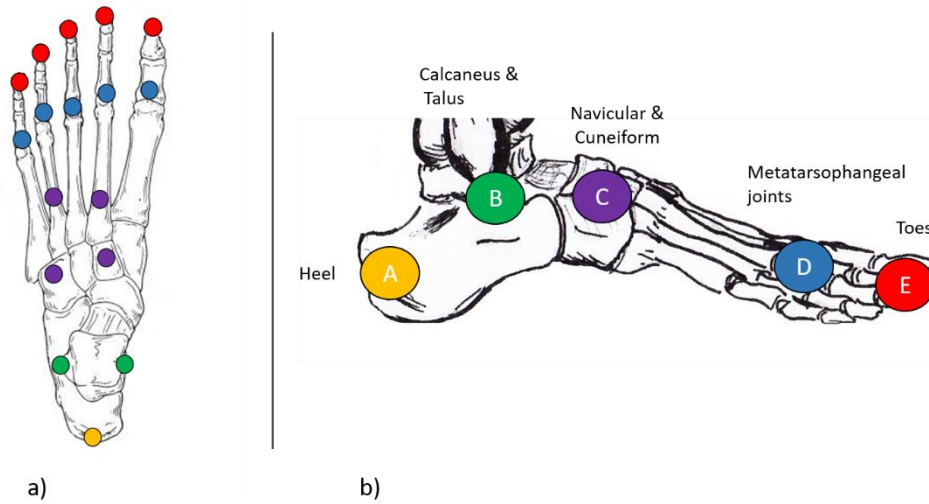 Calcaneus &
Talus
Navicular &
Cuneiform
Metatarsophangeal
joints
Toes
Heel
A
B
C
D
E
a)
b)